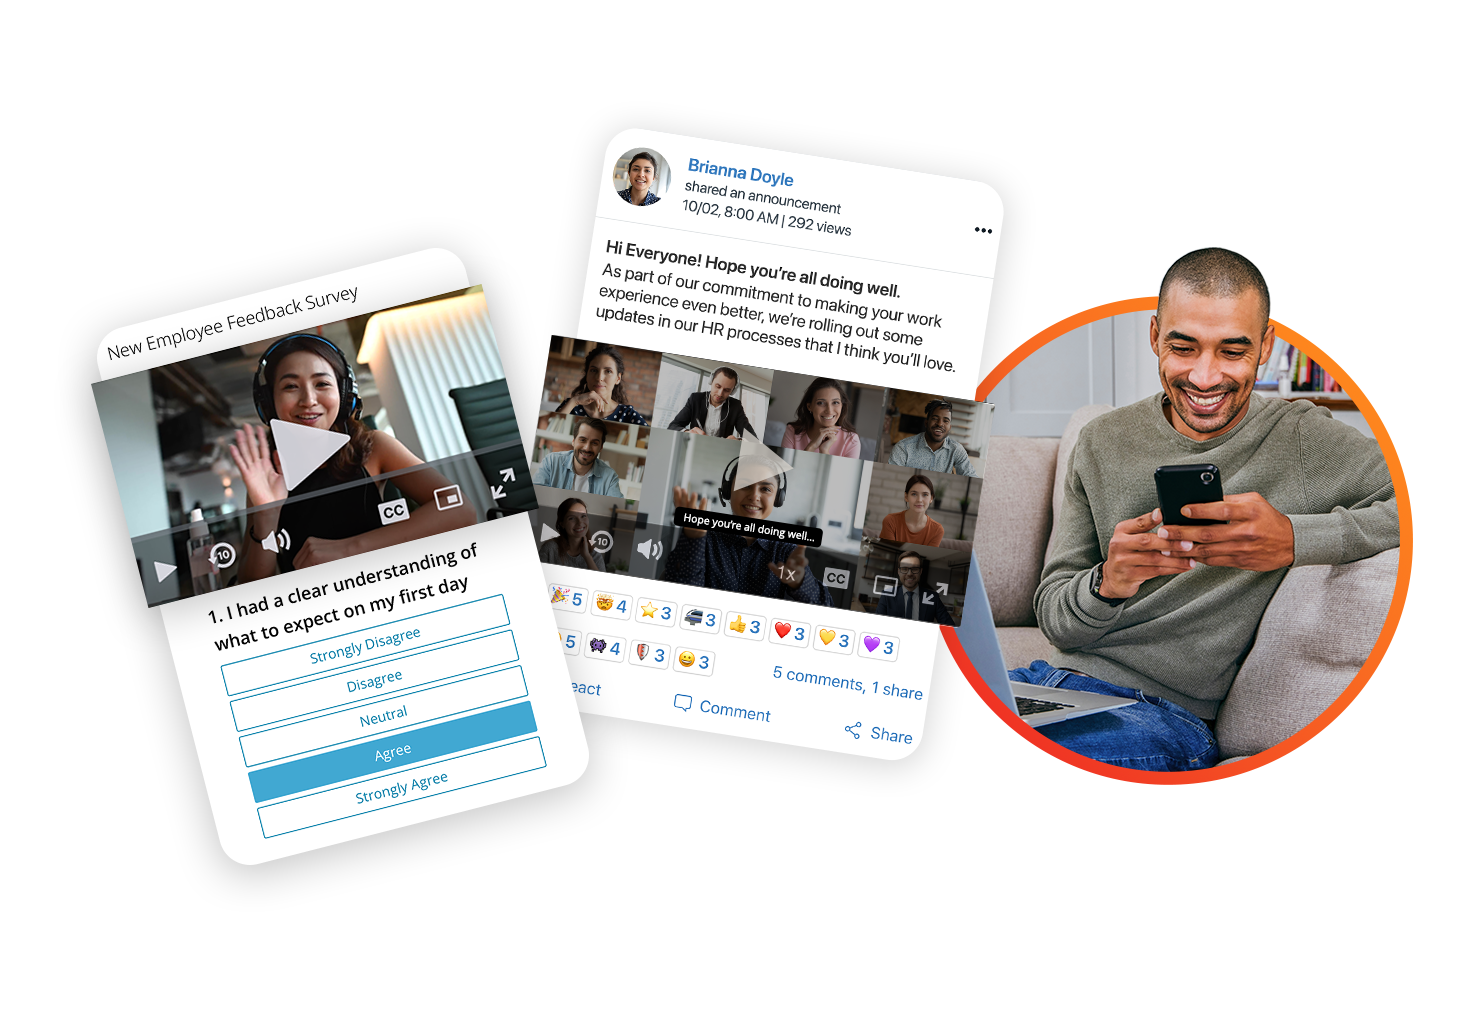 New Employee Feedback Survey
10
CC
1. I had a clear understanding of
what to expect on my first day
Strongly Disagree
Disagree
Neutral
Agree
Strongly Agree
Brianna Doyle
shared an announcement
10/02, 8:00 AM | 292 views
Hi Everyone! Hope you’re all doing well.
As part of our commitment to making your work
experience even better, we’re rolling out some
updates in our HR processes that I think you’ll love.
Hope you’re all doing well...
10
1x
CC
5 4 3 3 3 3 3 3
5 4 3 3
5 comments, 1 share
eact
Comment
Share